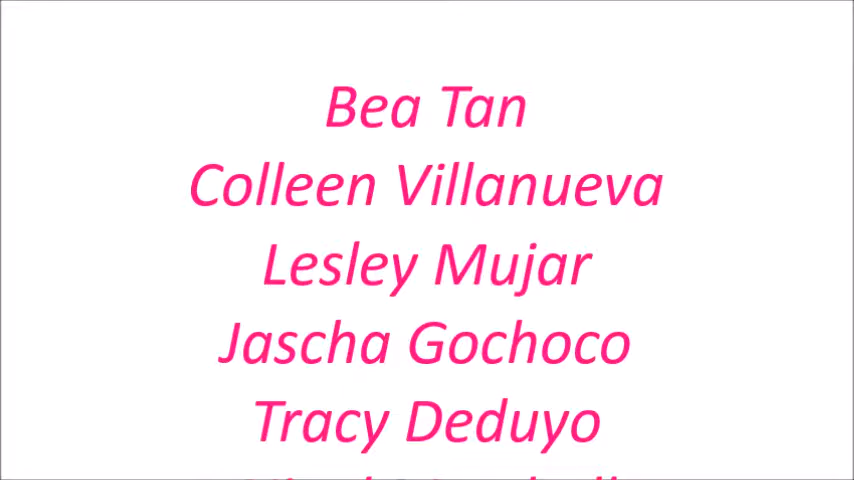 Bea Tan
Colleen Villanueva
Lesley Mujar
Jascha Gochoco
Tracy Deduyo